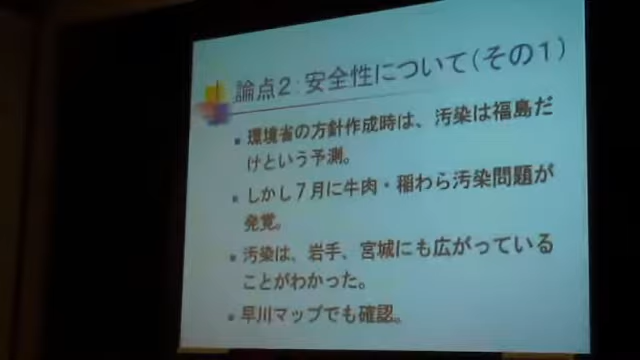 論点2:安全性について(その1)
環境省の方針作成時は、汚染は福島だ
けという予測。
しかし7月に牛肉・稲わら汚染問題が
発覚。
汚染は、岩手、宮城にも広がっている
ことがわかった。
早川マップでも確認。